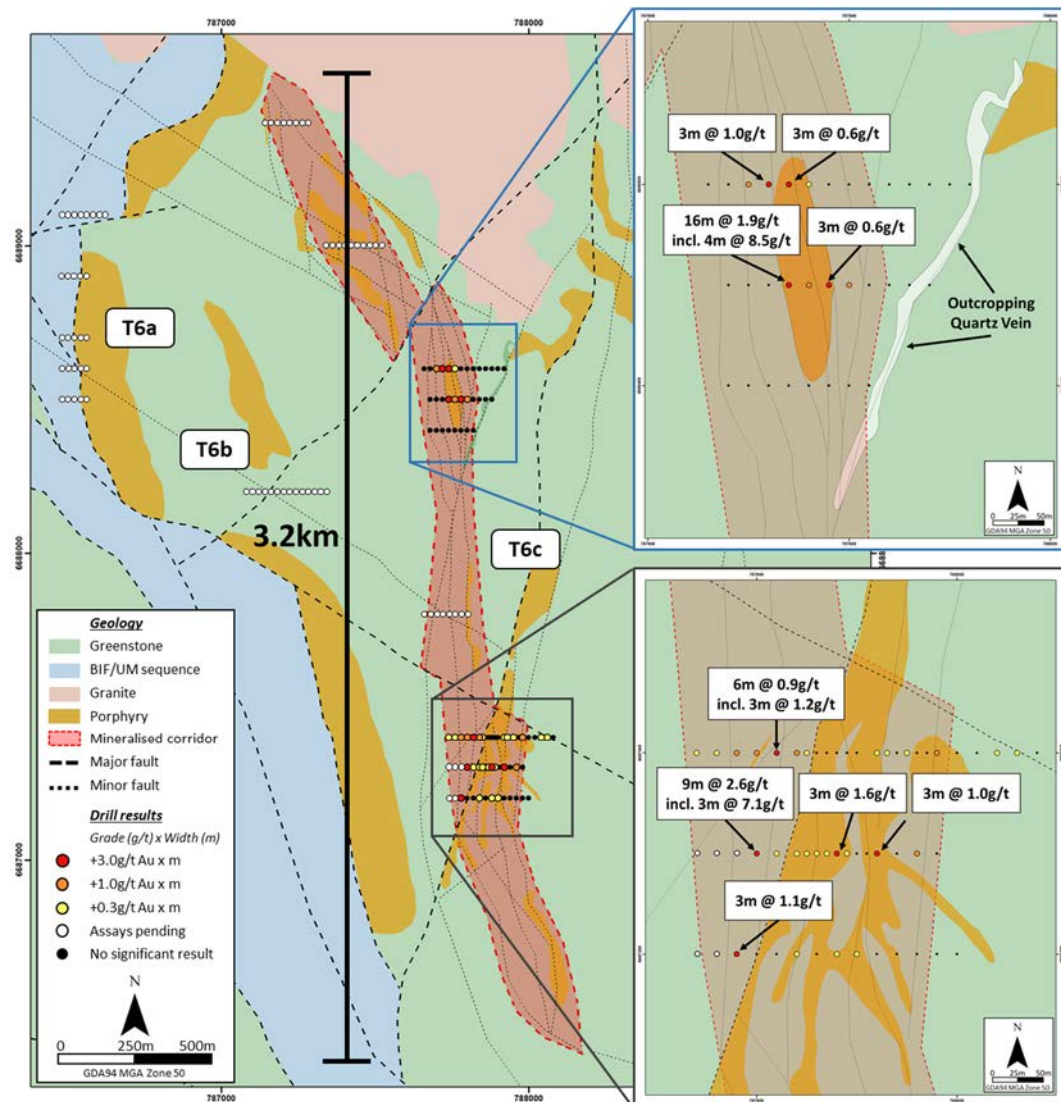 787000
788000
6689000
6688000
6687000
T6a
T6b
T6c
3.2km
Geology
Greenstone
BIF/UM sequence
Granite
Porphyry
Mineralised corridor
Major fault
Minor fault
Drill results
Grade (g/t) x Width (m)
+3.0g/t Au x m
+1.0g/t Au x m
+0.3g/t Au x m
Assays pending
No significant result
N
0 250m 500m
GDA94 MGA Zone 50
787000
788000
3m @ 1.0g/t
3m @ 0.6g/t
16m @ 1.9g/t
incl. 4m @ 8.5g/t
3m @ 0.6g/t
Outcropping
Quartz Vein
N
0 25m 50m
GDA94 MGA Zone 50
6688
6m @ 0.9g/t
incl. 3m @ 1.2g/t
9m @ 2.6g/t
incl. 3m @ 7.1g/t
3m @ 1.6g/t
3m @ 1.0g/t
3m @ 1.1g/t
N
0 25m 50m
GDA94 MGA Zone 50